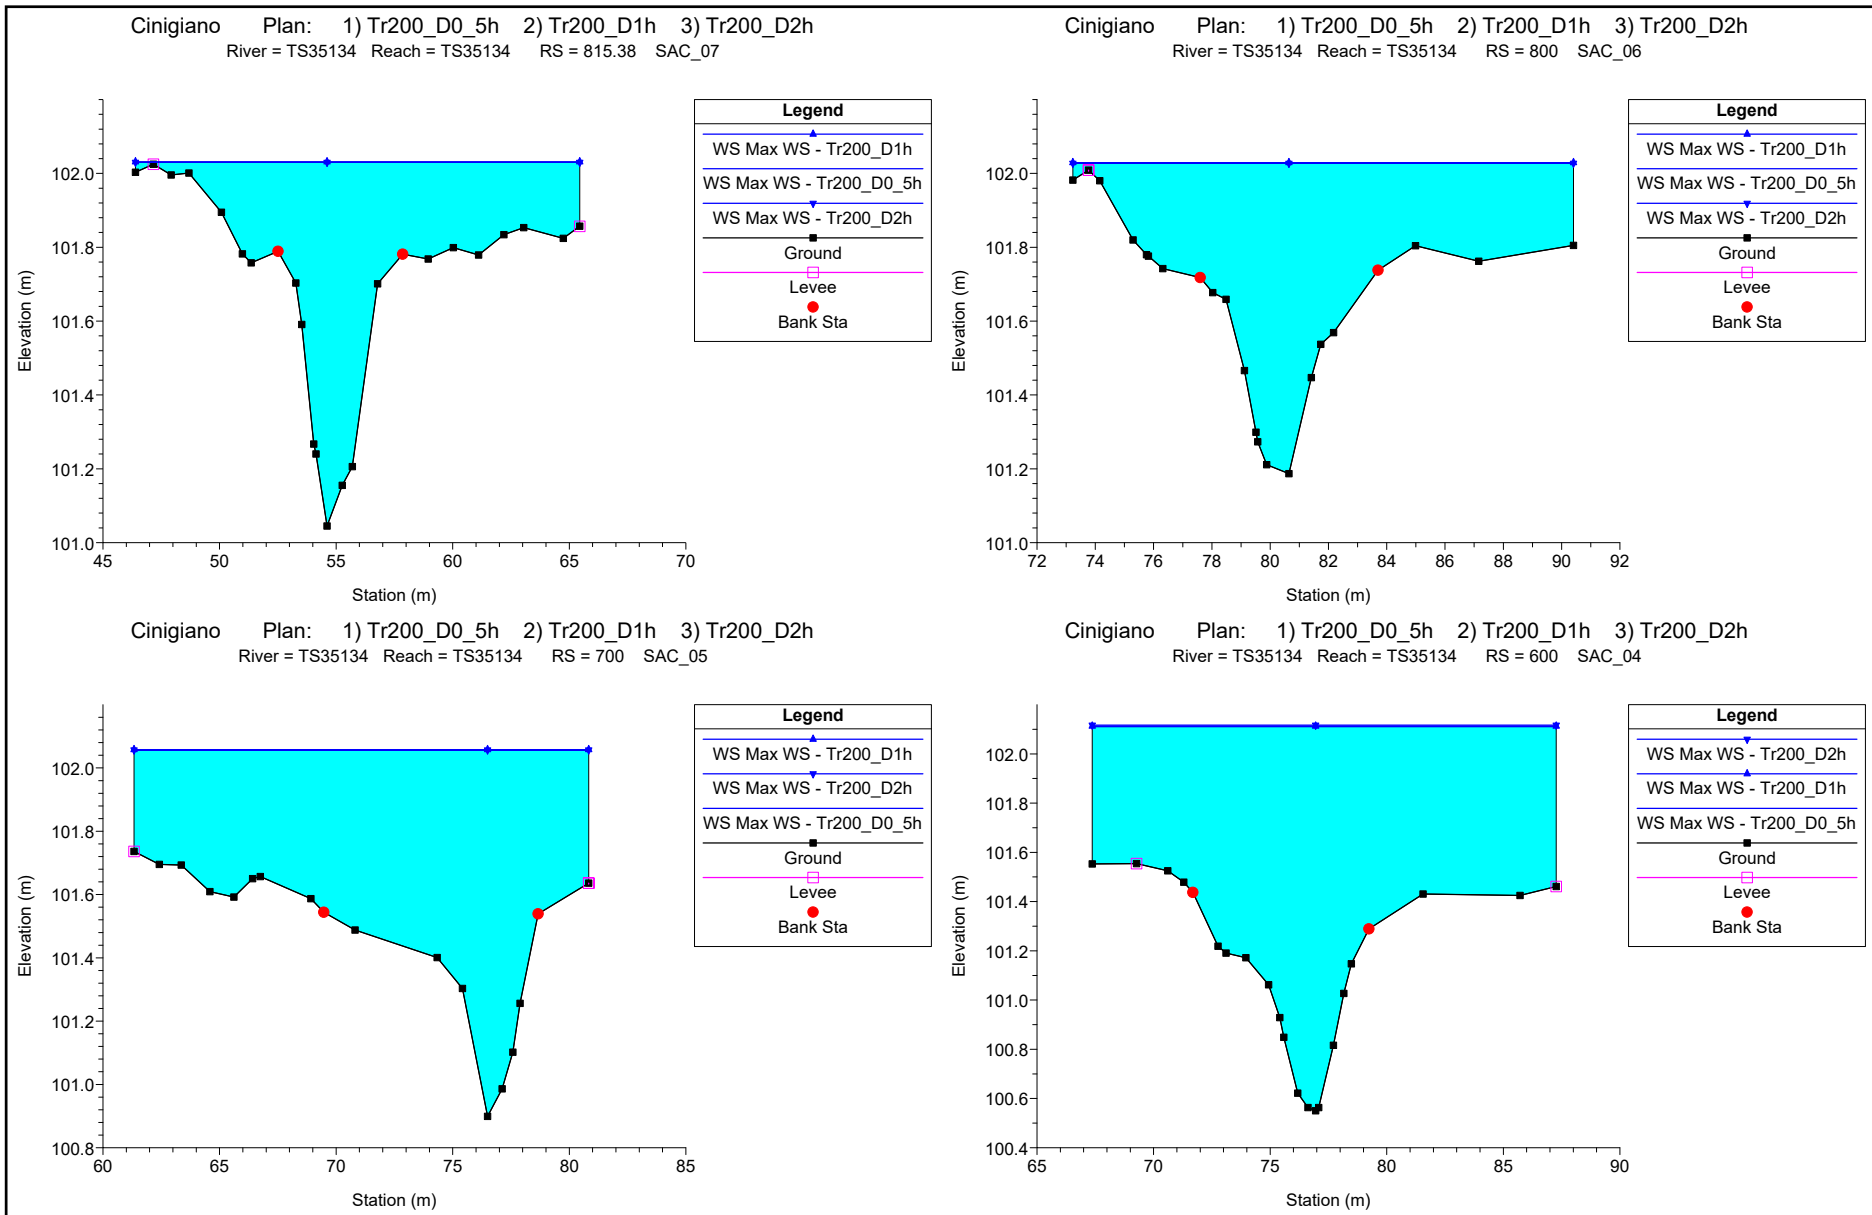 Cinigiano Plan: 1) Tr200_D0_5h 2) Tr200_D1h 3) Tr200_D2h
River = TS35134 Reach = TS35134 RS = 815.38 SAC_07
Elevation (m)
102.0
101.8
101.6
101.4
101.2
101.0
45 50 55 60 65 70
Station (m)
Legend
WS Max WS - Tr200_D1h
WS Max WS - Tr200_D0_5h
WS Max WS - Tr200_D2h
Ground
Levee
Bank Sta
Cinigiano Plan: 1) Tr200_D0_5h 2) Tr200_D1h 3) Tr200_D2h
River = TS35134 Reach = TS35134 RS = 800 SAC_06
Elevation (m)
102.0
101.8
101.6
101.4
101.2
101.0
72 74 76 78 80 82 84 86 88 90 92
Station (m)
Legend
WS Max WS - Tr200_D1h
WS Max WS - Tr200_D0_5h
WS Max WS - Tr200_D2h
Ground
Levee
Bank Sta
Cinigiano Plan: 1) Tr200_D0_5h 2) Tr200_D1h 3) Tr200_D2h
River = TS35134 Reach = TS35134 RS = 700 SAC_05
Elevation (m)
102.0
101.8
101.6
101.4
101.2
101.0
100.8
60 65 70 75 80 85
Station (m)
Legend
WS Max WS - Tr200_D1h
WS Max WS - Tr200_D2h
WS Max WS - Tr200_D0_5h
Ground
Levee
Bank Sta
Cinigiano Plan: 1) Tr200_D0_5h 2) Tr200_D1h 3) Tr200_D2h
River = TS35134 Reach = TS35134 RS = 600 SAC_04
Elevation (m)
102.0
101.8
101.6
101.4
101.2
101.0
100.8
100.6
100.4
65 70 75 80 85 90
Station (m)
Legend
WS Max WS - Tr200_D2h
WS Max WS - Tr200_D1h
WS Max WS - Tr200_D0_5h
Ground
Levee
Bank Sta